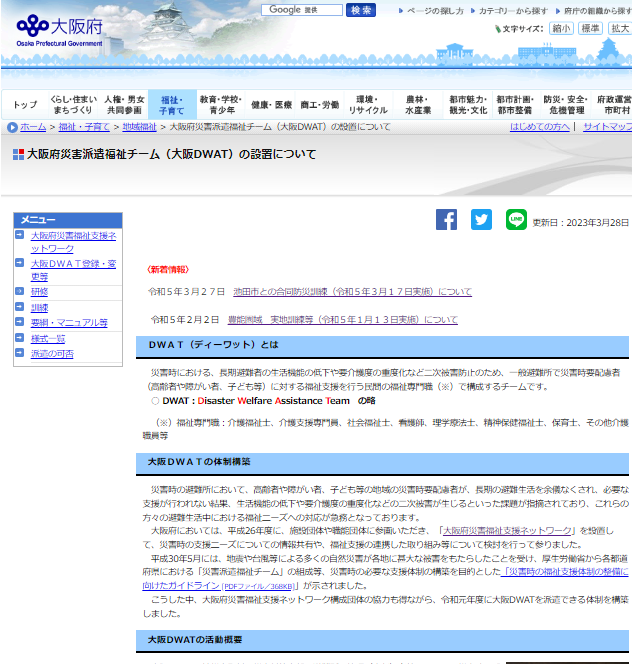 大阪府
Osaka Prefectural Government
Google 提供
検索
ページの探し方 カテゴリーから探す 府庁の組織から探す
文字サイズ： 縮小 標準 拡大
トップ くらし・住まい まちづくり 人権・男女 共同参画 福祉・子育て 教育・学校・青少年 健康・医療 商工・労働 環境・リサイクル 農林・水産業 都市魅力・観光・文化 都市計画・都市整備 防災・安全・危機管理 府政運営 市町村
ホーム > 福祉・子育て > 地域福祉 > 大阪府災害派遣福祉チーム（大阪DWAT）の設置について はじめての方へ | サイトマップ
大阪府災害派遣福祉チーム（大阪DWAT）の設置について
メニュー
大阪府災害福祉支援ネ
ットワーク
大阪ＤＷＡＴ登録・変
更等
研修
訓練
要綱・マニュアル等
様式一覧
派遣の可否
LINE
更新日：2023年3月28日
（新着情報）
令和５年３月２７日 池田市との合同防災訓練（令和５年３月１７日実施）について
令和５年２月２日 豊能圏域 実地訓練等（令和５年１月１３日実施）について
ＤＷＡＴ（ディーワット）とは
災害時における、長期避難者の生活機能の低下や要介護度の重度化など二次被害防止のため、一般避難所で災害時要配慮者
（高齢者や障がい者、子ども等）に対する福祉支援を行う民間の福祉専門職（※）で構成するチームです。
○ DWAT：Disaster Welfare Assistance Team の略
（※）福祉専門職：介護福祉士、介護支援専門員、社会福祉士、看護師、理学療法士、精神保健福祉士、保育士、その他介護
職員等
大阪ＤＷＡＴの体制構築
災害時の避難所において、高齢者や障がい者、子ども等の地域の災害時要配慮者が、長期の避難生活を余儀なくされ、必要な
支援が行われない結果、生活機能の低下や要介護度の重度化などの二次被害が生じるといった課題が指摘されており、これらの
方々の避難生活中における福祉ニーズへの対応が急務となっております。
大阪府においては、平成26年度に、施設団体や職能団体に参画いただき、「大阪府災害福祉支援ネットワーク」を設置し
て、災害時の支援ニーズについての情報共有や、福祉支援の連携した取り組み等について検討を行って参りました。
平成30年5月には、地震や台風等による多くの自然災害が各地に甚大な被害をもたらしたことを受け、厚生労働省から各都道
府県における「災害派遣福祉チーム」の組成等、災害時の必要な支援体制の構築を目的とした「災害時の福祉支援体制の整備に
向けたガイドライン [PDFファイル／368KB]」が示されました。
こうした中、大阪府災害福祉支援ネットワーク構成団体の協力も得ながら、令和元年度に大阪DWATを派遣できる体制を構築
しました。
大阪DWATの活動概要